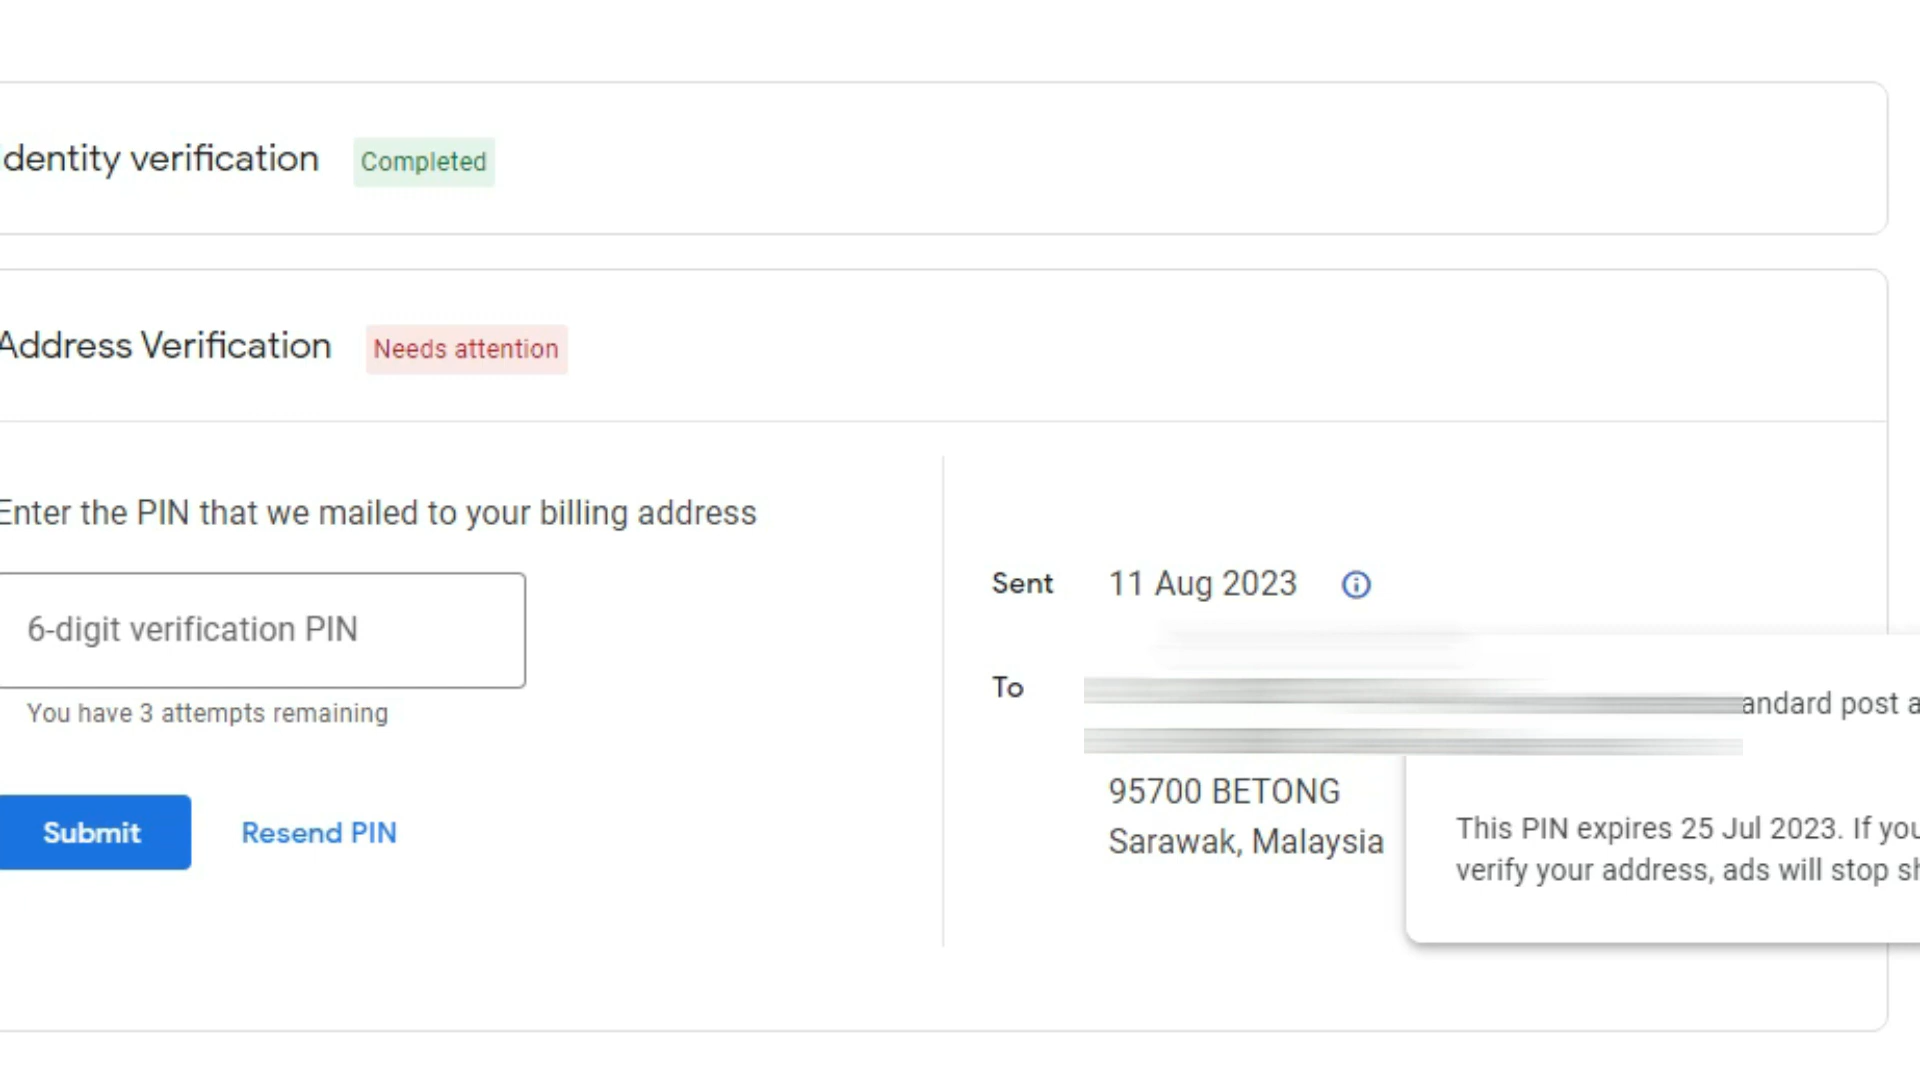 dentity verification
Completed
Address Verification
Needs attention
Enter the PIN that we mailed to your billing address
6-digit verification PIN
You have 3 attempts remaining
Submit
Resend PIN
Sent
11 Aug 2023
To
andard post a
95700 BETONG
Sarawak, Malaysia
This PIN expires 25 Jul 2023. If you
verify your address, ads will stop sh